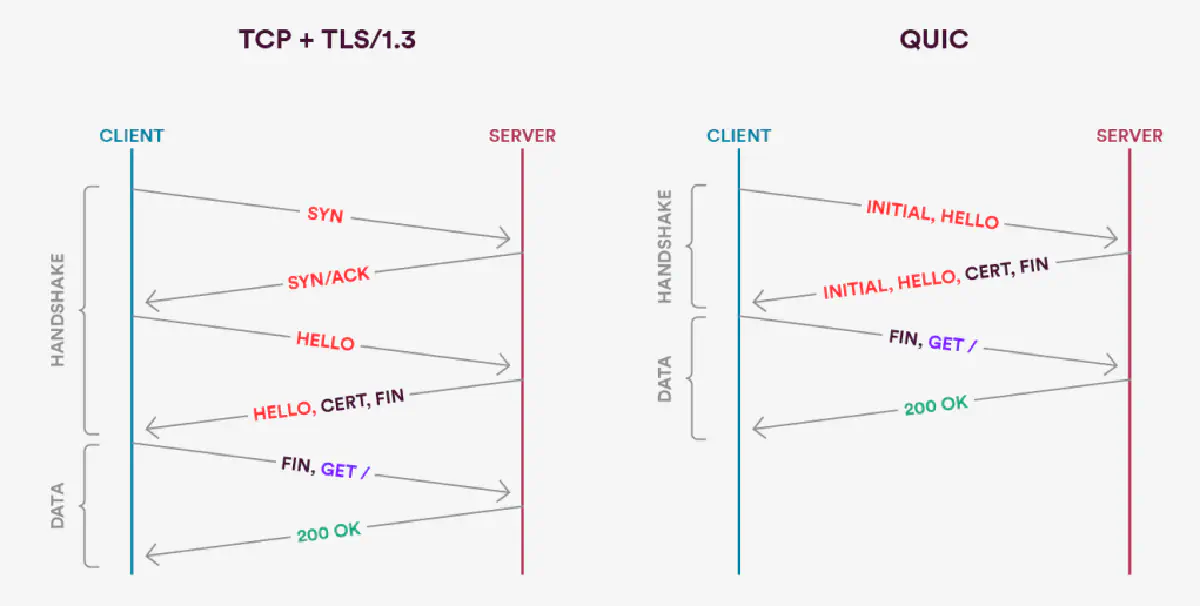 TCP + TLS/1.3
CLIENT
SERVER
HANDSHAKE
SYN
SYN/ACK
HELLO
HELLO, CERT, FIN
DATA
FIN, GET /
200 OK
QUIC
CLIENT
SERVER
HANDSHAKE
INITIAL, HELLO
INITIAL, HELLO, CERT, FIN
DATA
FIN, GET /
200 OK